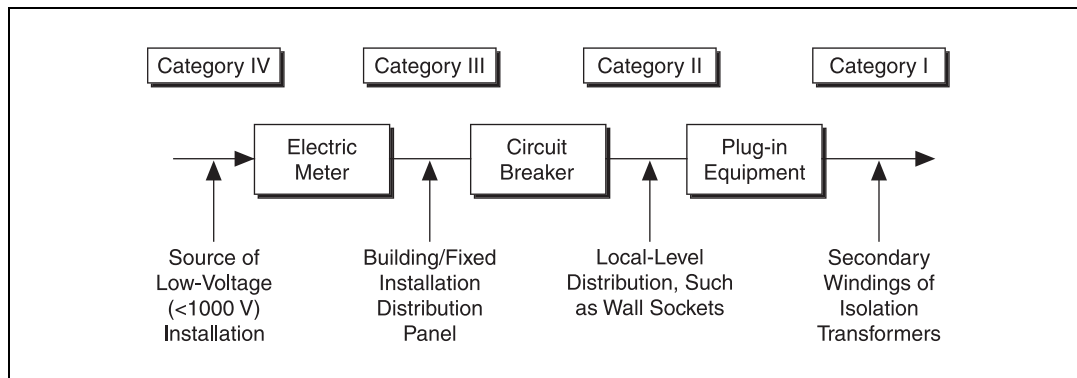 Category IV
Category III
Category II
Category I
Electric
Meter
Circuit
Breaker
Plug-in
Equipment
Source of
Low-Voltage
(<1000 V)
Installation
Building/Fixed
Installation
Distribution
Panel
Local-Level
Distribution, Such
as Wall Sockets
Secondary
Windings of
Isolation
Transformers